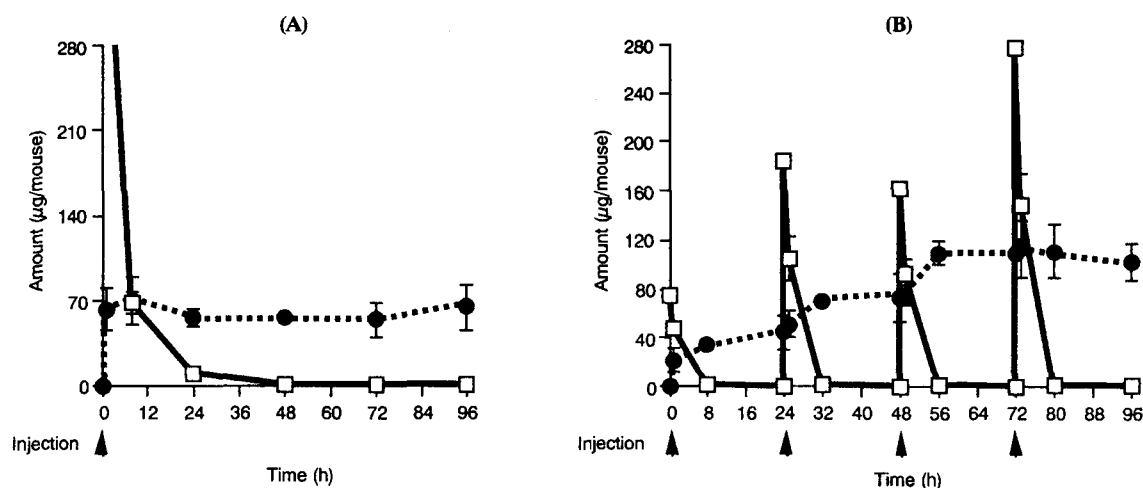 (A)
Amount (µg/mouse)
280
210
140
70
0
0 12 24 36 48 60 72 84 96
Injection
Time (h)
(B)
Amount (µg/mouse)
280
240
200
160
120
80
40
0
0 8 16 24 32 40 48 56 64 72 80 88 96
Injection
Time (h)